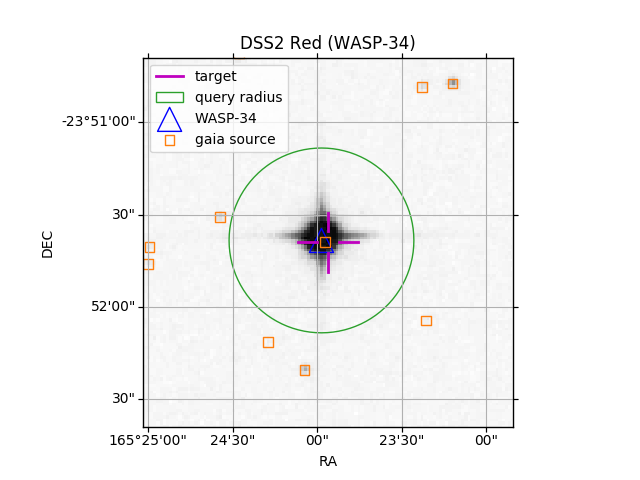 DSS2 Red (WASP-34)
target
query radius
WASP-34
gaia source
-23°51'00"
30"
52'00"
30"
DEC
165°25'00" 24'30" 00" 23'30" 00"
RA